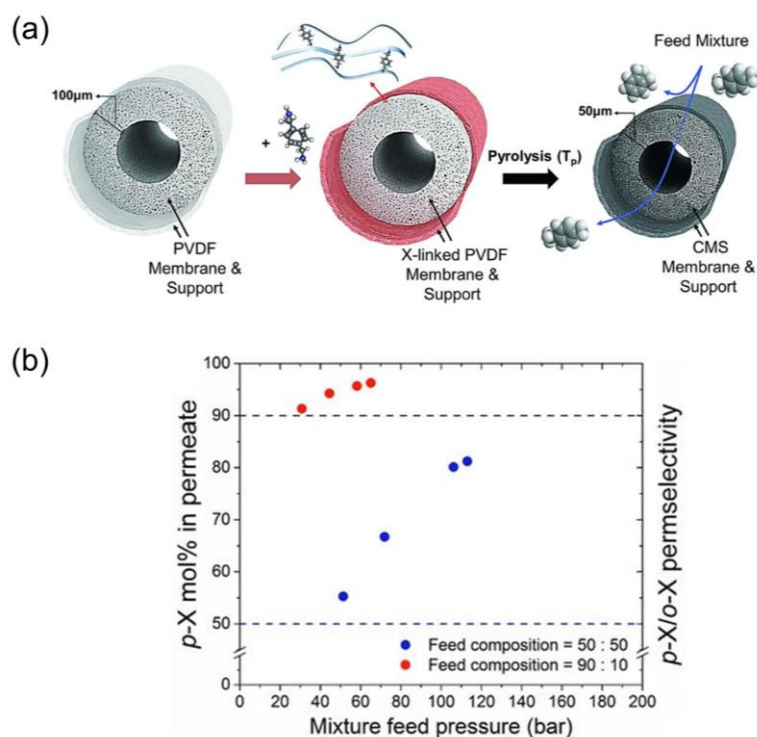 (a)
100µm
PVDF
Membrane &
Support
+
X-linked PVDF
Membrane &
Support
Pyrolysis (Tp)
Feed Mixture
50µm
CMS
Membrane &
Support
(b)
p-X mol% in permeate
100
90
80
70
60
50
0
Feed composition = 50 : 50
Feed composition = 90 : 10
0 20 40 60 80 100 120 140 160 180 200
Mixture feed pressure (bar)
p-X/o-X permselectivity